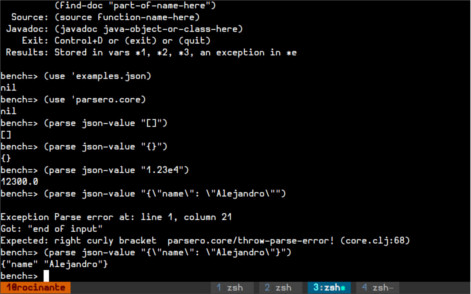 (find-doc "part-of-name-here")
Source: (source function-name-here)
Javadoc: (javadoc java-object-or-class-here)
Exit: Control+D or (exit) or (quit)
Results: Stored in vars *1, *2, *3, an exception in *e
bench=> (use 'examples.json)
nil
bench=> (use 'parsero.core)
nil
bench=> (parse json-value "[]")
[]
bench=> (parse json-value "{}")
{}
bench=> (parse json-value "1.23e4")
12300.0
bench=> (parse json-value "{\"name\": \"Alejandro\"")
Exception Parse error at: line 1, column 21
Got: "end of input"
Expected: right curly bracket  parsero.core/throw-parse-error! (core.clj:68)
bench=> (parse json-value "{\"name\": \"Alejandro\"}")
{"name" "Alejandro"}
bench=>
1@rocinante 1 zsh 2 zsh 3:zsh* 4 zsh-